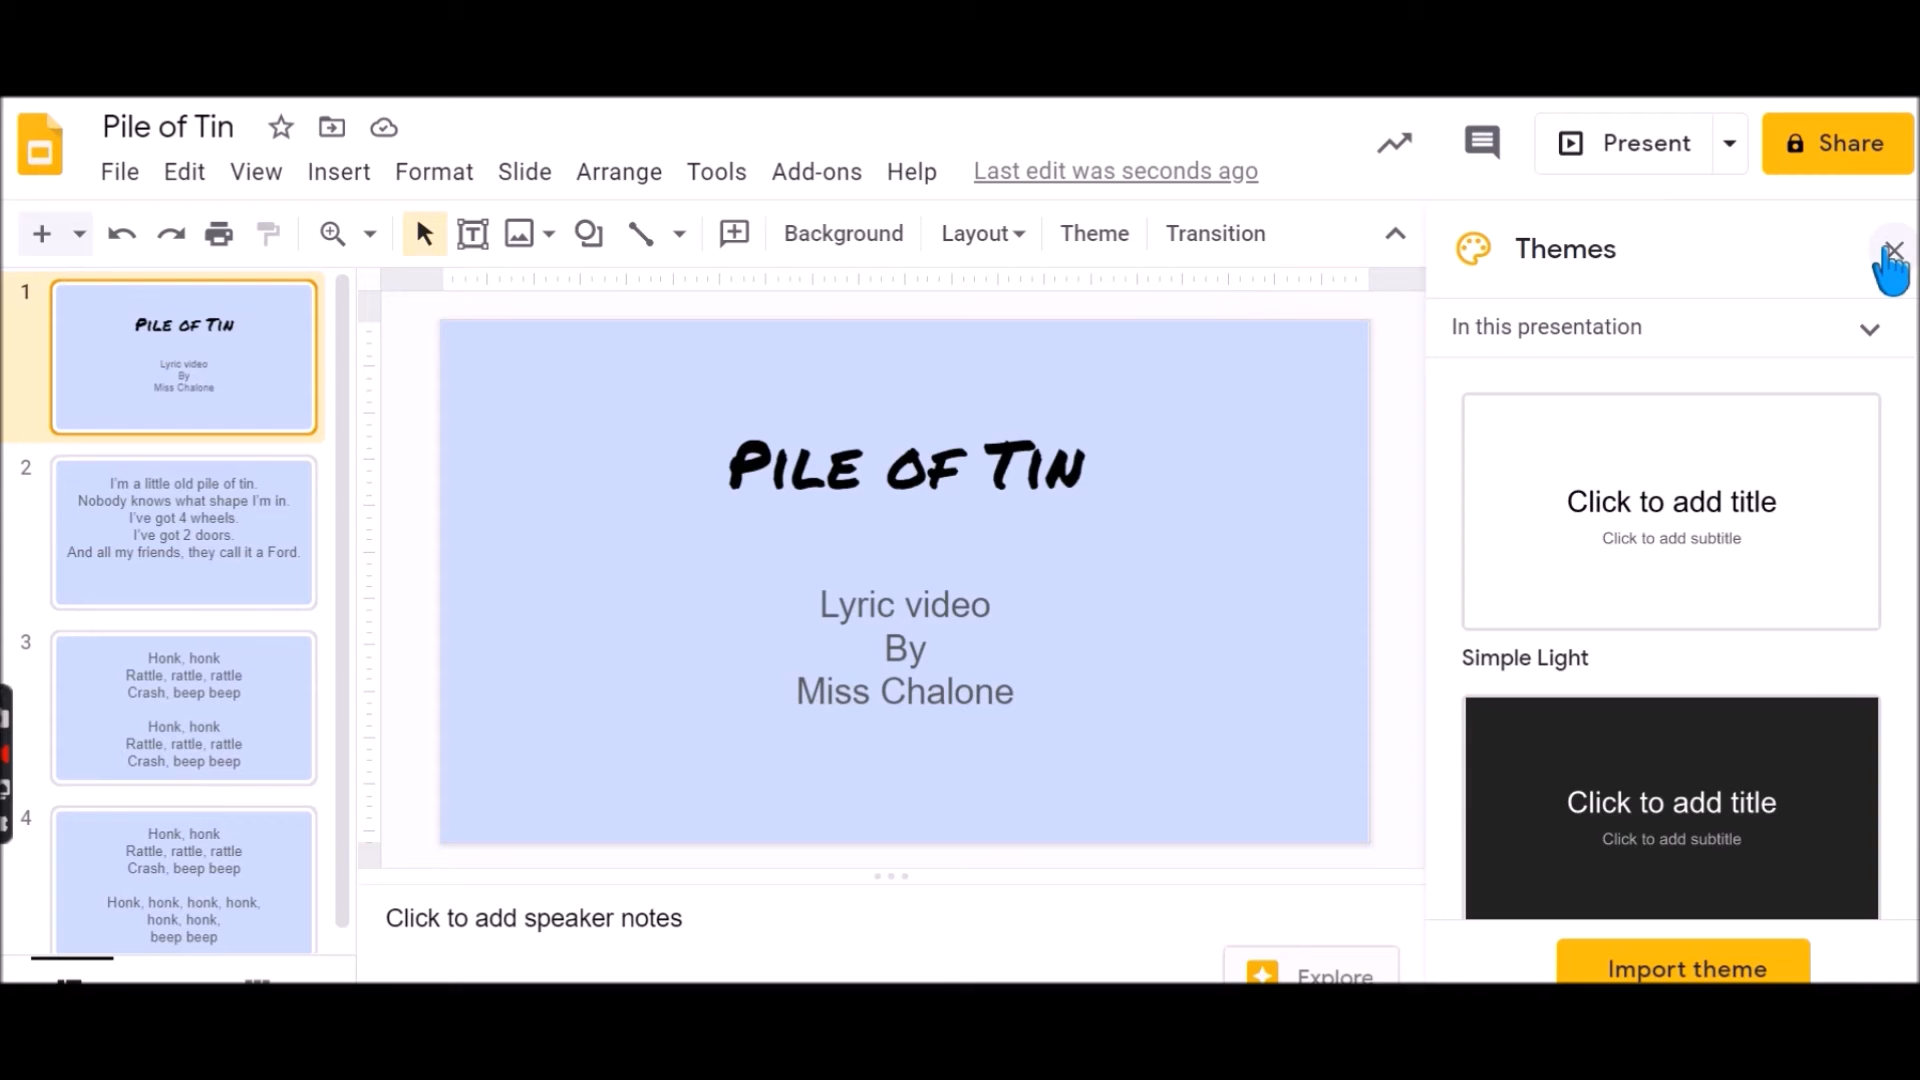 Pile of Tin
File Edit View Insert Format Slide Arrange Tools Add-ons Help Last edit was seconds ago
Present
Share
Background Layout Theme Transition
1
PILE OF TIN
Lyric video
By
Miss Chalone
2
I'm a little old pile of tin.
Nobody knows what shape I'm in.
I've got 4 wheels.
I've got 2 doors.
And all my friends, they call it a Ford.
3
Honk, honk
Rattle, rattle, rattle
Crash, beep beep
Honk, honk
Rattle, rattle, rattle
Crash, beep beep
4
Honk, honk
Rattle, rattle, rattle
Crash, beep beep
Honk, honk, honk, honk,
honk, honk,
beep beep
PILE OF TIN
Lyric video
By
Miss Chalone
Click to add speaker notes
Explore
Themes
In this presentation
Click to add title
Click to add subtitle
Simple Light
Click to add title
Click to add subtitle
Import theme